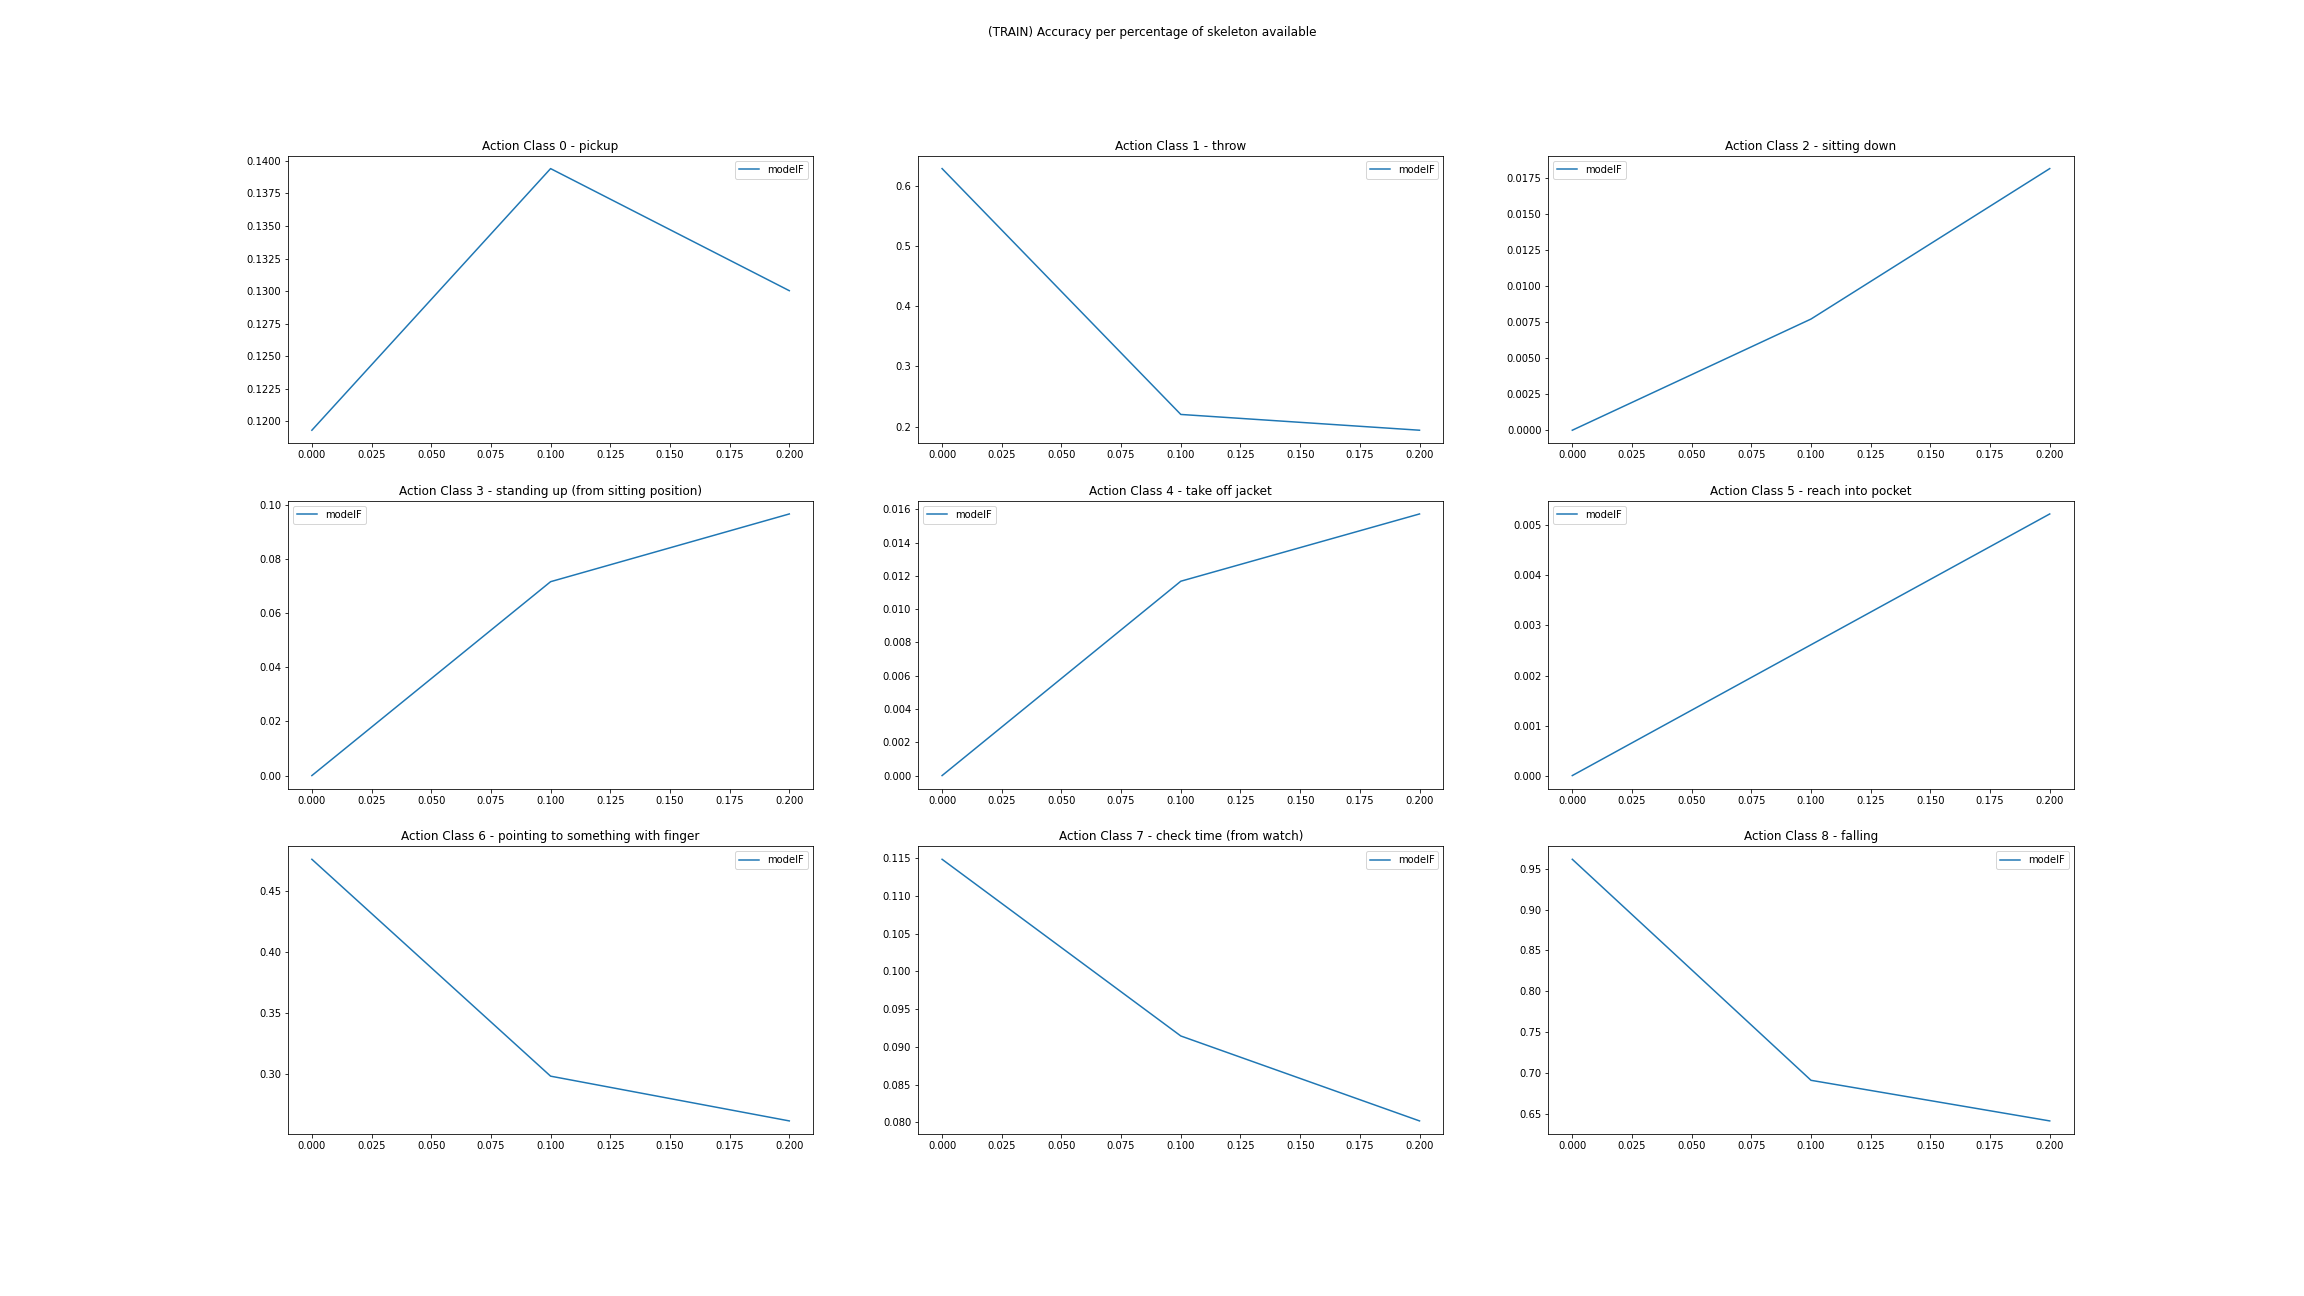 (TRAIN) Accuracy per percentage of skeleton available
Action Class 0 - pickup
modelF
0.1400
0.1375
0.1350
0.1325
0.1300
0.1275
0.1250
0.1225
0.1200
0.000 0.025 0.050 0.075 0.100 0.125 0.150 0.175 0.200
Action Class 1 - throw
modelF
0.6
0.5
0.4
0.3
0.2
0.000 0.025 0.050 0.075 0.100 0.125 0.150 0.175 0.200
Action Class 2 - sitting down
modelF
0.0175
0.0150
0.0125
0.0100
0.0075
0.0050
0.0025
0.0000
0.000 0.025 0.050 0.075 0.100 0.125 0.150 0.175 0.200
Action Class 3 - standing up (from sitting position)
modelF
0.10
0.08
0.06
0.04
0.02
0.00
0.000 0.025 0.050 0.075 0.100 0.125 0.150 0.175 0.200
Action Class 4 - take off jacket
modelF
0.016
0.014
0.012
0.010
0.008
0.006
0.004
0.002
0.000
0.000 0.025 0.050 0.075 0.100 0.125 0.150 0.175 0.200
Action Class 5 - reach into pocket
modelF
0.005
0.004
0.003
0.002
0.001
0.000
0.000 0.025 0.050 0.075 0.100 0.125 0.150 0.175 0.200
Action Class 6 - pointing to something with finger
modelF
0.45
0.40
0.35
0.30
0.000 0.025 0.050 0.075 0.100 0.125 0.150 0.175 0.200
Action Class 7 - check time (from watch)
modelF
0.115
0.110
0.105
0.100
0.095
0.090
0.085
0.080
0.000 0.025 0.050 0.075 0.100 0.125 0.150 0.175 0.200
Action Class 8 - falling
modelF
0.95
0.90
0.85
0.80
0.75
0.70
0.65
0.000 0.025 0.050 0.075 0.100 0.125 0.150 0.175 0.200